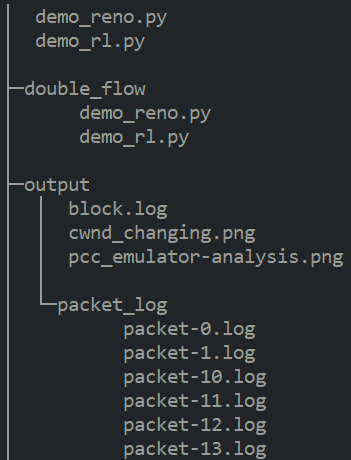 demo_reno.py
demo_rl.py
double_flow
demo_reno.py
demo_rl.py
output
block.log
cwnd_changing.png
pcc_emulator-analysis.png
packet_log
packet-0.log
packet-1.log
packet-10.log
packet-11.log
packet-12.log
packet-13.log